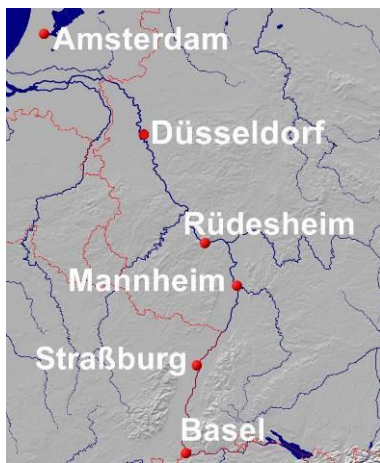 Amsterdam
Düsseldorf
Rüdesheim
Mannheim
Straßburg
Basel